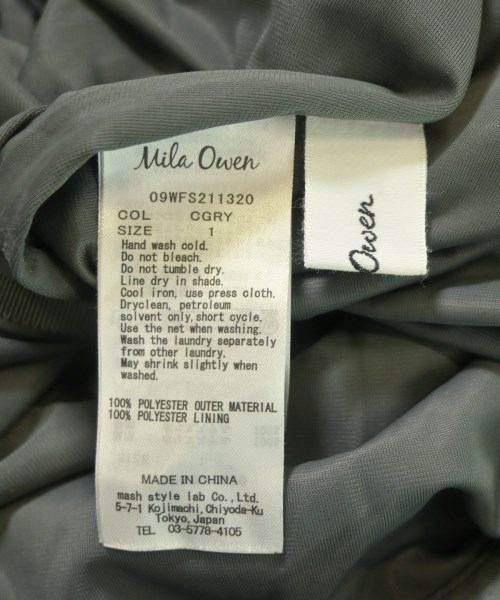 Mila Owen
09WFS211320
COL CGRY
SIZE 1
Hand wash cold.
Do not bleach.
Do not tumble dry.
Line dry in shade.
Cool iron, use press cloth.
Dryclean, petroleum
solvent only,short cycle.
Use the net when washing.
Wash the laundry separately
from other laundry.
May shrink slightly when
washed.
100% POLYESTER OUTER MATERIAL
100% POLYESTER LINING
MADE IN CHINA
mash style lab Co.,Ltd.
5-7-1 Kojimachi,Chiyoda-Ku
Tokyo,Japan
TEL 03-5778-4105
Owen